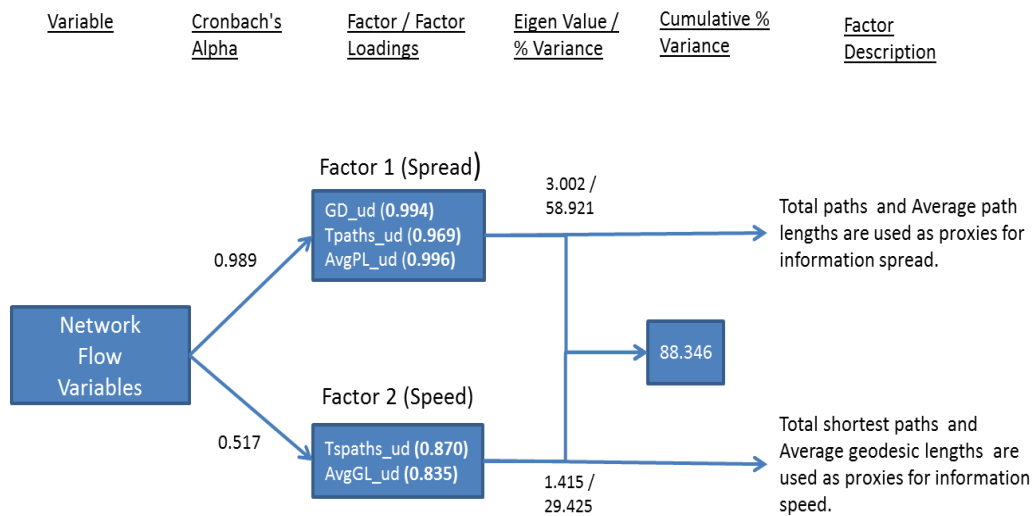 Variable
Cronbach's
Alpha
Factor / Factor
Loadings
Eigen Value /
% Variance
Cumulative %
Variance
Factor
Description
Factor 1 (Spread)
GD_ud (0.994)
Tpaths_ud (0.969)
AvgPL_ud (0.996)
3.002 /
58.921
Total paths and Average path
lengths are used as proxies for
information spread.
0.989
Network
Flow
Variables
88.346
0.517
Factor 2 (Speed)
Tspaths_ud (0.870)
AvgGL_ud (0.835)
1.415 /
29.425
Total shortest paths and
Average geodesic lengths are
used as proxies for information
speed.